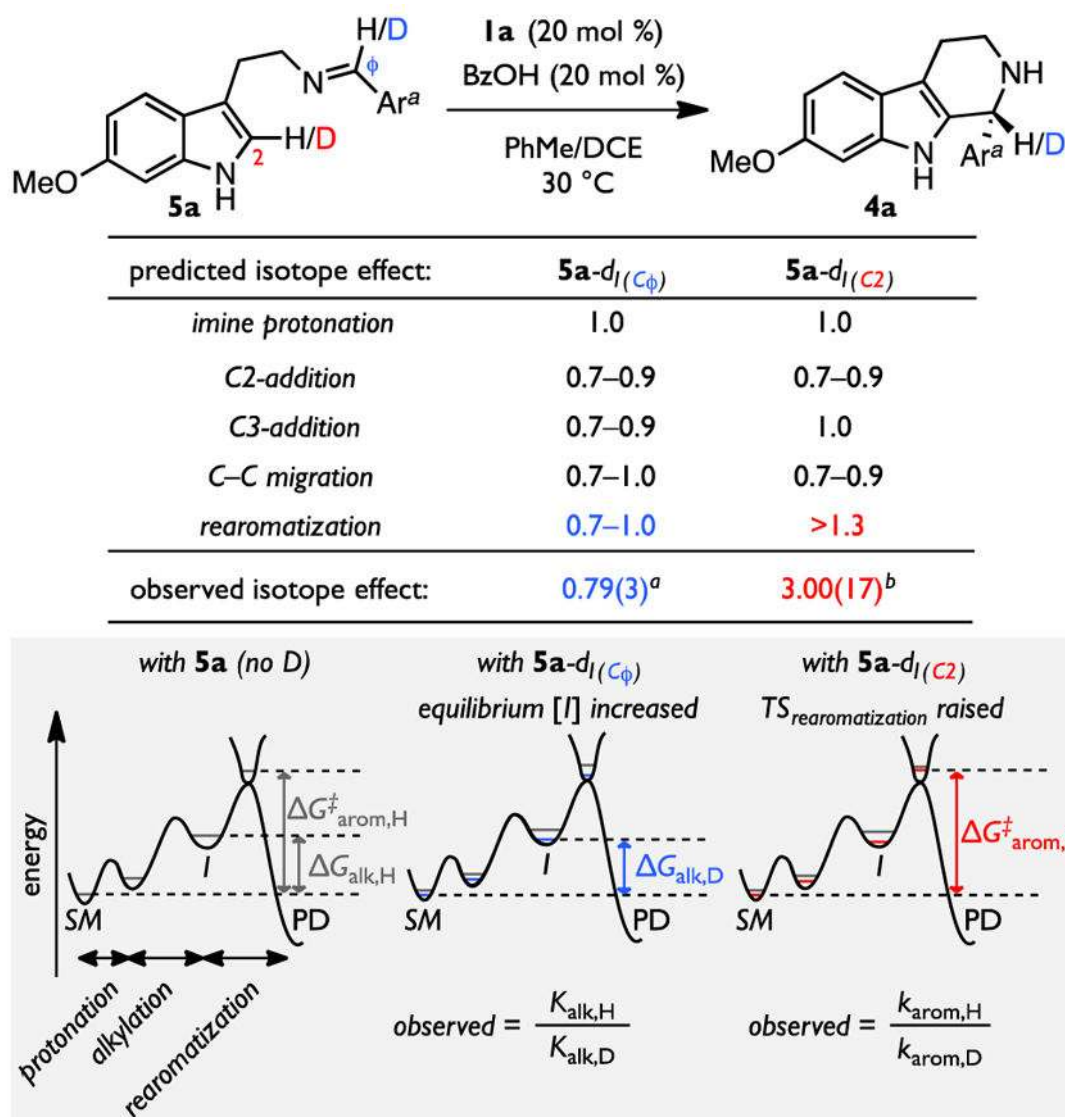 H/D
ϕ
N
Arᵃ
H/D
2
N
H
MeO
5a
1a (20 mol %)
BzOH (20 mol %)
PhMe/DCE
30 °C
NH
N
H
Arᵃ
H/D
MeO
4a
predicted isotope effect: 5a-d₁(Cϕ) 5a-d₁(C2)
imine protonation 1.0 1.0
C2-addition 0.7–0.9 0.7–0.9
C3-addition 0.7–0.9 1.0
C–C migration 0.7–1.0 0.7–0.9
rearomatization 0.7–1.0 >1.3
observed isotope effect: 0.79(3)ᵃ 3.00(17)ᵇ
with 5a (no D)
with 5a-d₁(Cϕ)
equilibrium [I] increased
with 5a-d₁(C2)
TSrearomatization raised
energy
ΔG‡arom,H
ΔGalk,H
I
SM
PD
ΔGalk,D
I
SM
PD
ΔG‡arom,
I
SM
PD
protonation
alkylation
rearomatization
observed = Kalk,H / Kalk,D
observed = karom,H / karom,D